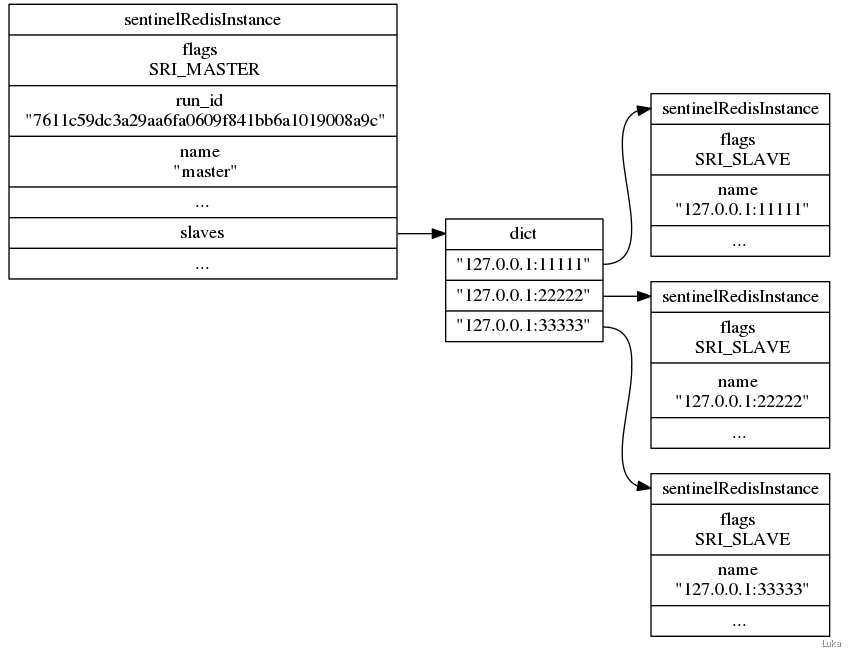 sentinelRedisInstance
flags
SRI_MASTER
run_id
"7611c59dc3a29aa6fa0609f841bb6a1019008a9c"
name
"master"
...
slaves
...
dict
"127.0.0.1:11111"
"127.0.0.1:22222"
"127.0.0.1:33333"
sentinelRedisInstance
flags
SRI_SLAVE
name
"127.0.0.1:11111"
...
sentinelRedisInstance
flags
SRI_SLAVE
name
"127.0.0.1:22222"
...
sentinelRedisInstance
flags
SRI_SLAVE
name
"127.0.0.1:33333"
...
Luka